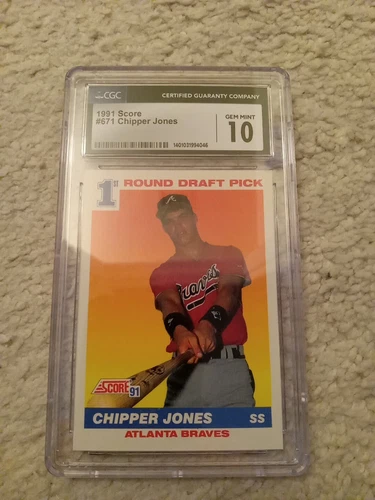 CGC
CERTIFIED GUARANTY COMPANY
1991 Score
#671 Chipper Jones
GEM MINT
10
1401031994046
1st ROUND DRAFT PICK
A
Braves
SCORE 91
CHIPPER JONES SS
ATLANTA BRAVES